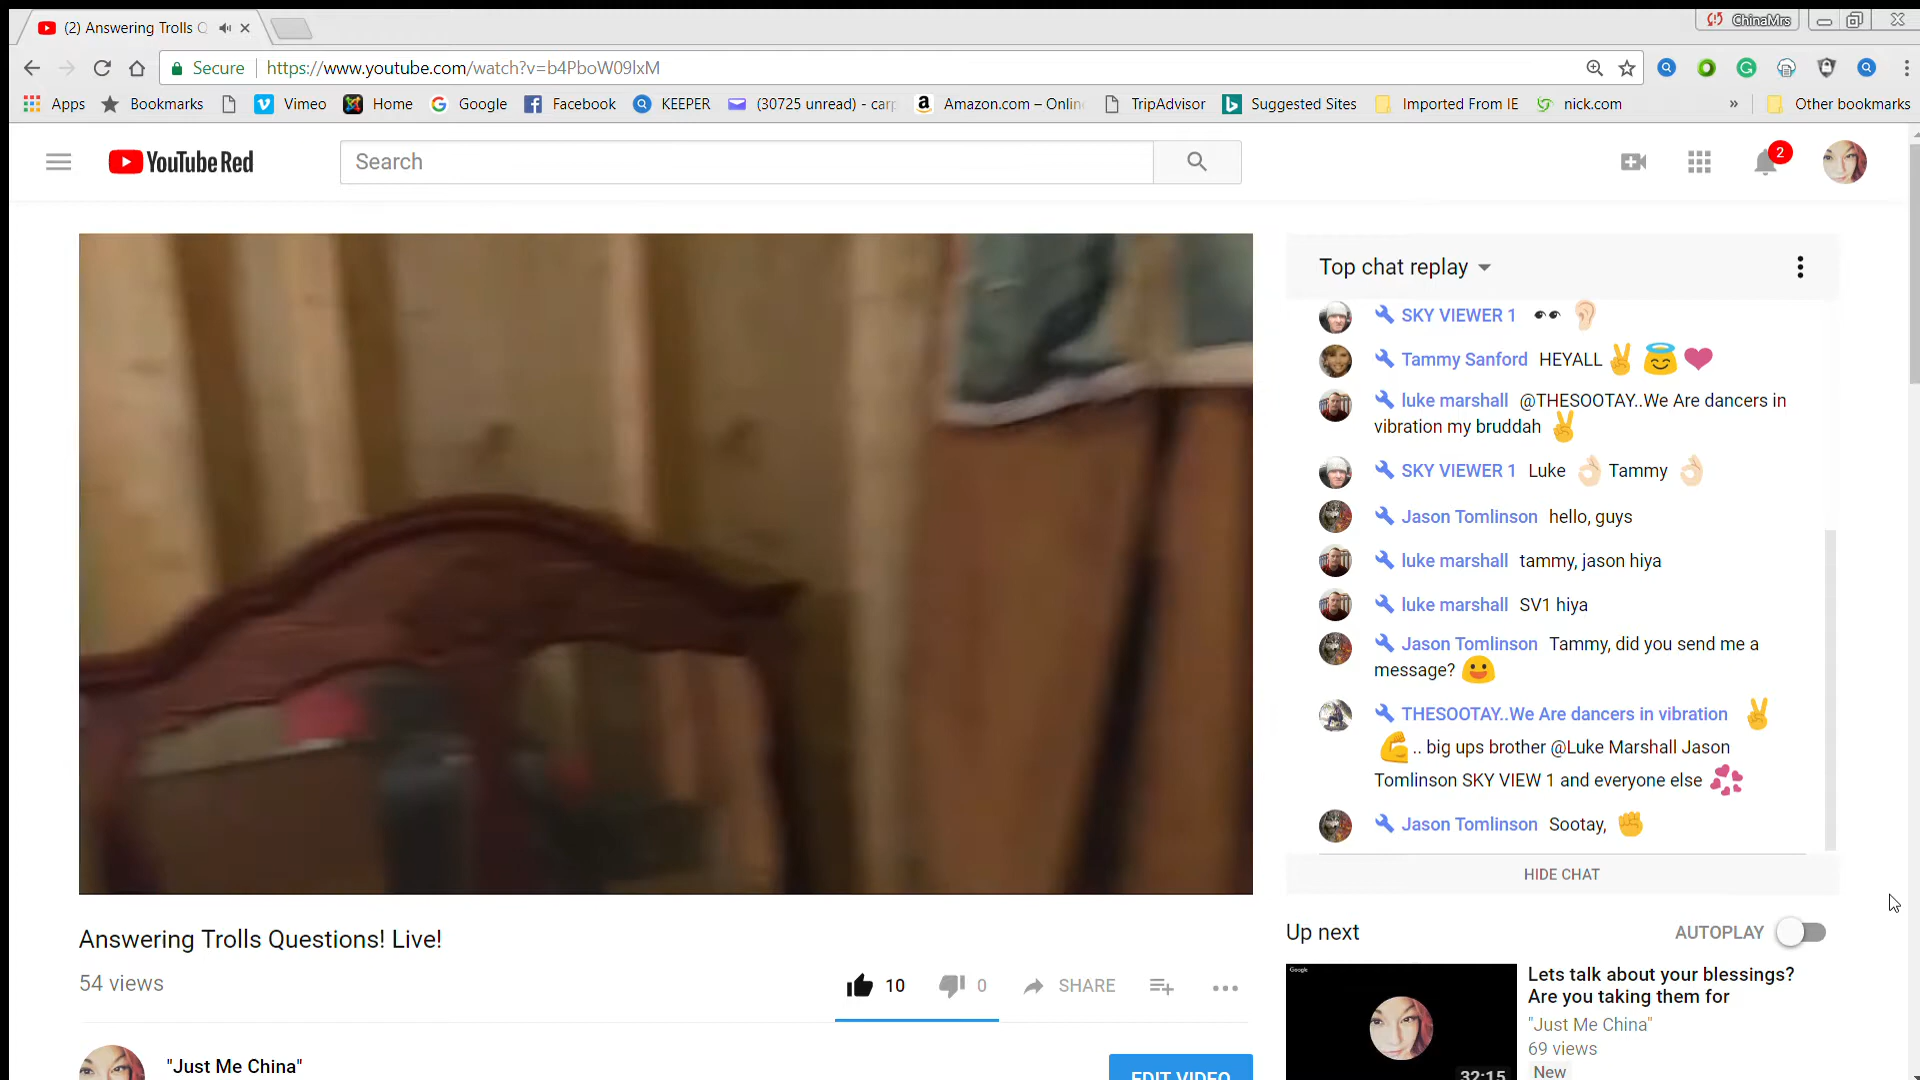 (2) Answering Trolls
ChinaMrs
Secure
https://www.youtube.com/watch?v=b4PboW09lxM
Apps
Bookmarks
Vimeo
Home
Google
Facebook
KEEPER
(30725 unread) - carp
Amazon.com – Onlin
TripAdvisor
Suggested Sites
Imported From IE
nick.com
»
Other bookmarks
YouTube Red
Search
2
Top chat replay
SKY VIEWER 1
Tammy Sanford HEYALL
luke marshall @THESOOTAY..We Are dancers in
vibration my bruddah
SKY VIEWER 1 Luke Tammy
Jason Tomlinson hello, guys
luke marshall tammy, jason hiya
luke marshall SV1 hiya
Jason Tomlinson Tammy, did you send me a
message?
THESOOTAY..We Are dancers in vibration
.. big ups brother @Luke Marshall Jason
Tomlinson SKY VIEW 1 and everyone else
Jason Tomlinson Sootay,
HIDE CHAT
Answering Trolls Questions! Live!
54 views
10
0
SHARE
"Just Me China"
EDIT VIDEO
Up next
AUTOPLAY
Google
32:15
Lets talk about your blessings?
Are you taking them for
"Just Me China"
69 views
New